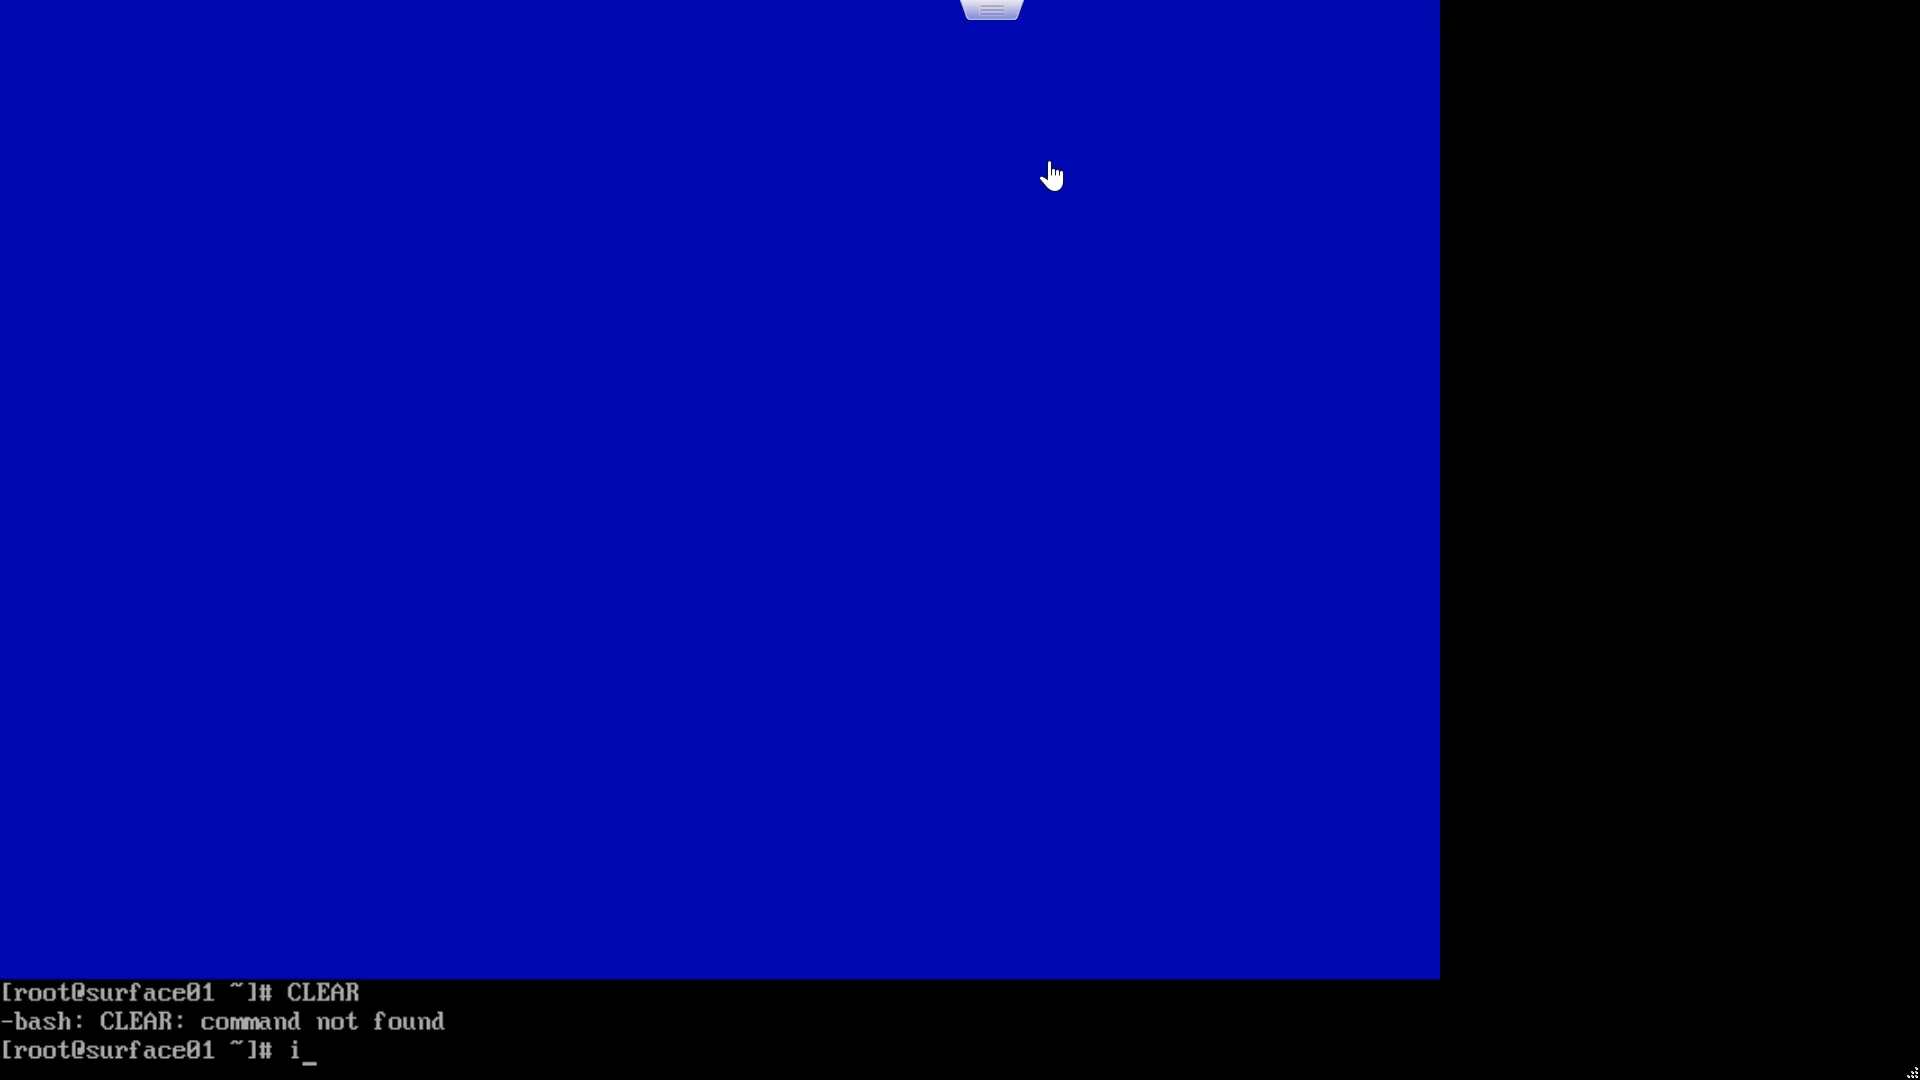 [root@surface01 ~]# CLEAR
-bash: CLEAR: command not found
[root@surface01 ~]# i_